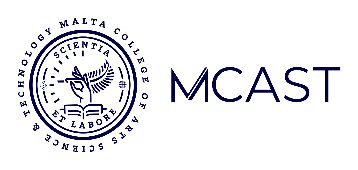 MALTA COLLEGE OF ARTS SCIENCE & TECHNOLOGY
SCIENTIA
ET LABORE
MCAST